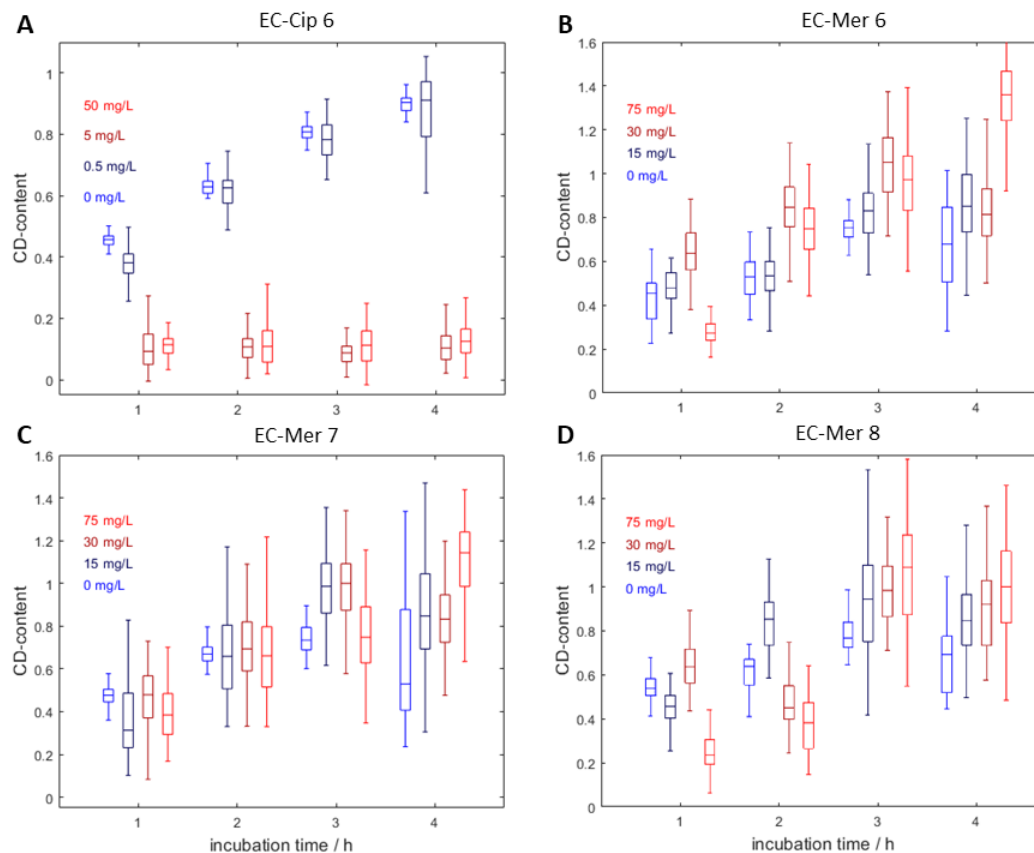 A
EC-Cip 6
CD-content
1
0.8
0.6
0.4
0.2
0
50 mg/L
5 mg/L
0.5 mg/L
0 mg/L
1
2
3
4
B
EC-Mer 6
CD-content
1.6
1.4
1.2
1
0.8
0.6
0.4
0.2
0
75 mg/L
30 mg/L
15 mg/L
0 mg/L
1
2
3
4
C
EC-Mer 7
CD-content
1.6
1.4
1.2
1
0.8
0.6
0.4
0.2
0
75 mg/L
30 mg/L
15 mg/L
0 mg/L
1
2
3
4
incubation time / h
D
EC-Mer 8
CD-content
1.6
1.4
1.2
1
0.8
0.6
0.4
0.2
0
75 mg/L
30 mg/L
15 mg/L
0 mg/L
1
2
3
4
incubation time / h